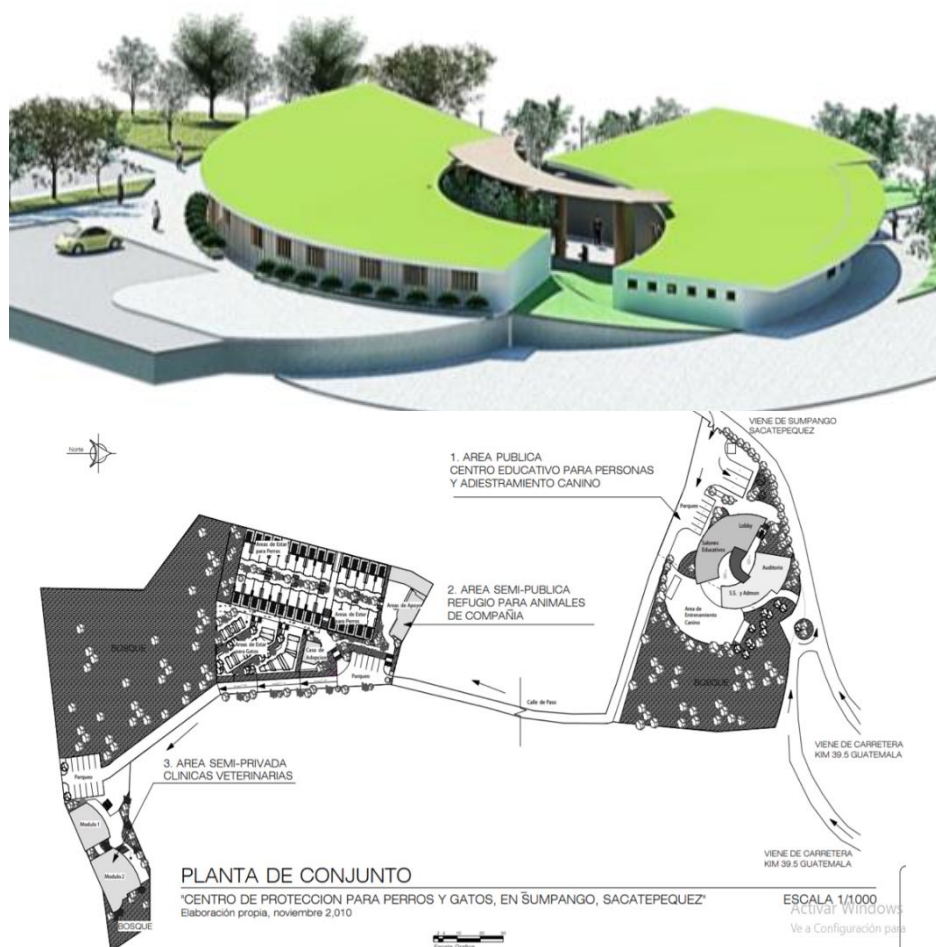 VIENE DE SUMPANGO
SACATEPEQUEZ
Norte
1. AREA PUBLICA
CENTRO EDUCATIVO PARA PERSONAS
Y ADIESTRAMIENTO CANINO
Parqueo
Lobby
Salones
Educativos
Auditorio
S.S. y Admon
Area de
Entrenamiento
Canino
Areas de Estar
para Perros
2. AREA SEMI-PUBLICA
REFUGIO PARA ANIMALES
DE COMPAÑIA
Areas de Apoyo
Areas de Estar
para Perros
Areas de Estar
para Gatos
Casa de
Adopcion
Parqueo
BOSQUE
BOSQUE
Calle de Paso
VIENE DE CARRETERA
KIM 39.5 GUATEMALA
3. AREA SEMI-PRIVADA
CLINICAS VETERINARIAS
Parqueo
Modulo 1
Modulo 2
VIENE DE CARRETERA
KIM 39.5 GUATEMALA
PLANTA DE CONJUNTO
"CENTRO DE PROTECCION PARA PERROS Y GATOS, EN SUMPANGO, SACATEPEQUEZ"
ESCALA 1/1000
Elaboración propia, noviembre 2,010
Activar Windows
Ve a Configuración para
BOSQUE
Escala Grafica